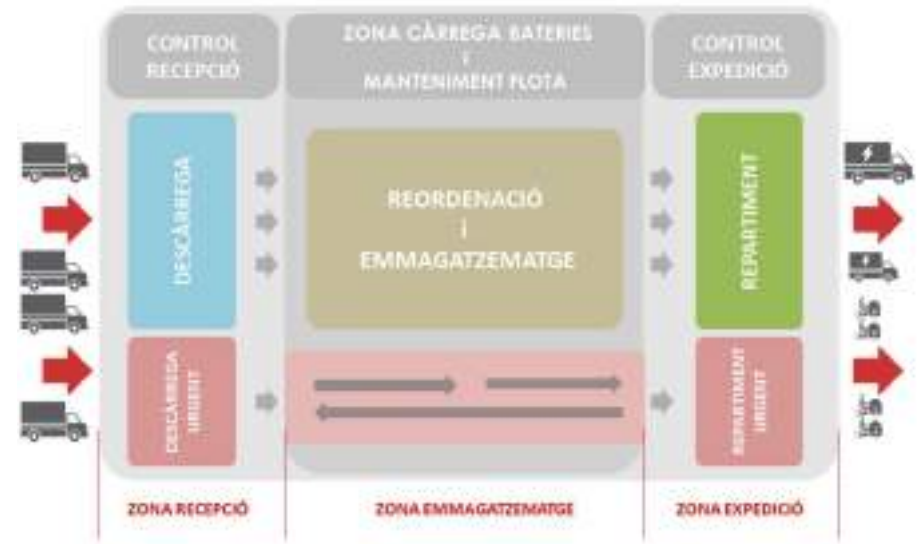 CONTROL
RECEPCIÓ
ZONA CÀRREGA BATERIES
i
MANTENIMENT FLOTA
CONTROL
EXPEDICIÓ
DESCÀRREGA
REORDENACIÓ
i
EMMAGATZEMATGE
REPARTIMENT
DESCÀRREGA
URGENT
REPARTIMENT
URGENT
ZONA RECEPCIÓ
ZONA EMMAGATZEMATGE
ZONA EXPEDICIÓ